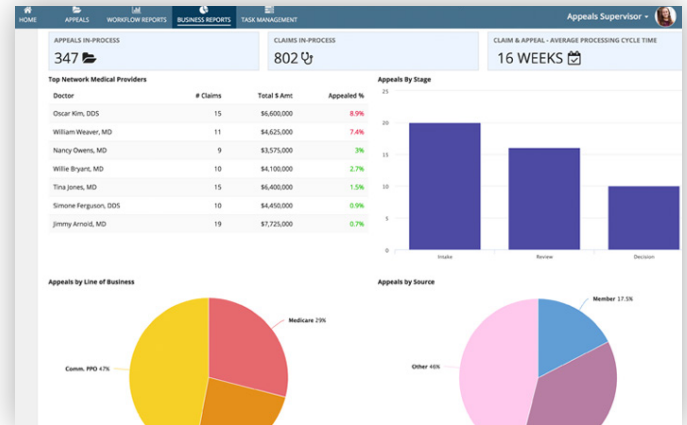 HOME APPEALS WORKFLOW REPORTS BUSINESS REPORTS TASK MANAGEMENT Appeals Supervisor
APPEALS IN-PROCESS
347
CLAIMS IN-PROCESS
802
CLAIM & APPEAL - AVERAGE PROCESSING CYCLE TIME
16 WEEKS
Top Network Medical Providers
Doctor # Claims Total $ Amt Appealed %
Oscar Kim, DDS 15 $6,600,000 8.9%
William Weaver, MD 11 $4,625,000 7.4%
Nancy Owens, MD 9 $3,575,000 3%
Willie Bryant, MD 10 $4,100,000 2.7%
Tina Jones, MD 15 $6,400,000 1.5%
Simone Ferguson, DDS 10 $4,450,000 0.9%
Jimmy Arnold, MD 19 $7,725,000 0.7%
Appeals By Stage
25
20
15
10
5
0
Intake Review Decision
Appeals by Line of Business
Medicare 29%
Comm. PPO 47%
Appeals by Source
Member 17.5%
Other 46%